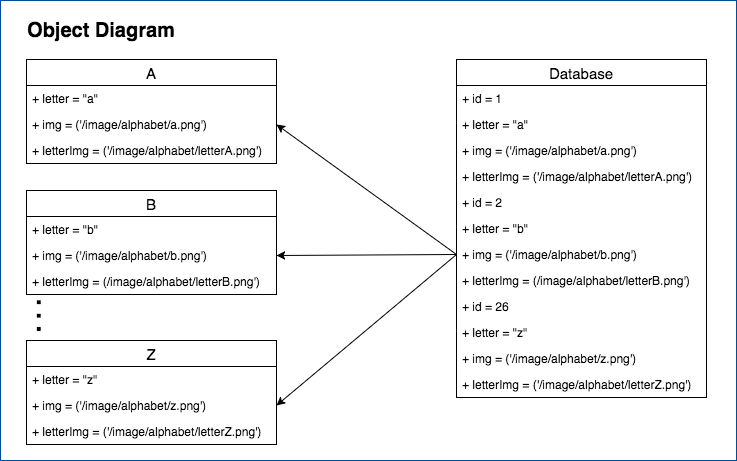 Object Diagram
A
+ letter = "a"
+ img = ('/image/alphabet/a.png')
+ letterImg = ('/image/alphabet/letterA.png')
B
+ letter = "b"
+ img = ('/image/alphabet/b.png')
+ letterImg = (/image/alphabet/letterB.png')
Z
+ letter = "z"
+ img = ('/image/alphabet/z.png')
+ letterImg = ('/image/alphabet/letterZ.png')
Database
+ id = 1
+ letter = "a"
+ img = ('/image/alphabet/a.png')
+ letterImg = ('/image/alphabet/letterA.png')
+ id = 2
+ letter = "b"
+ img = ('/image/alphabet/b.png')
+ letterImg = (/image/alphabet/letterB.png')
+ id = 26
+ letter = "z"
+ img = ('/image/alphabet/z.png')
+ letterImg = ('/image/alphabet/letterZ.png')